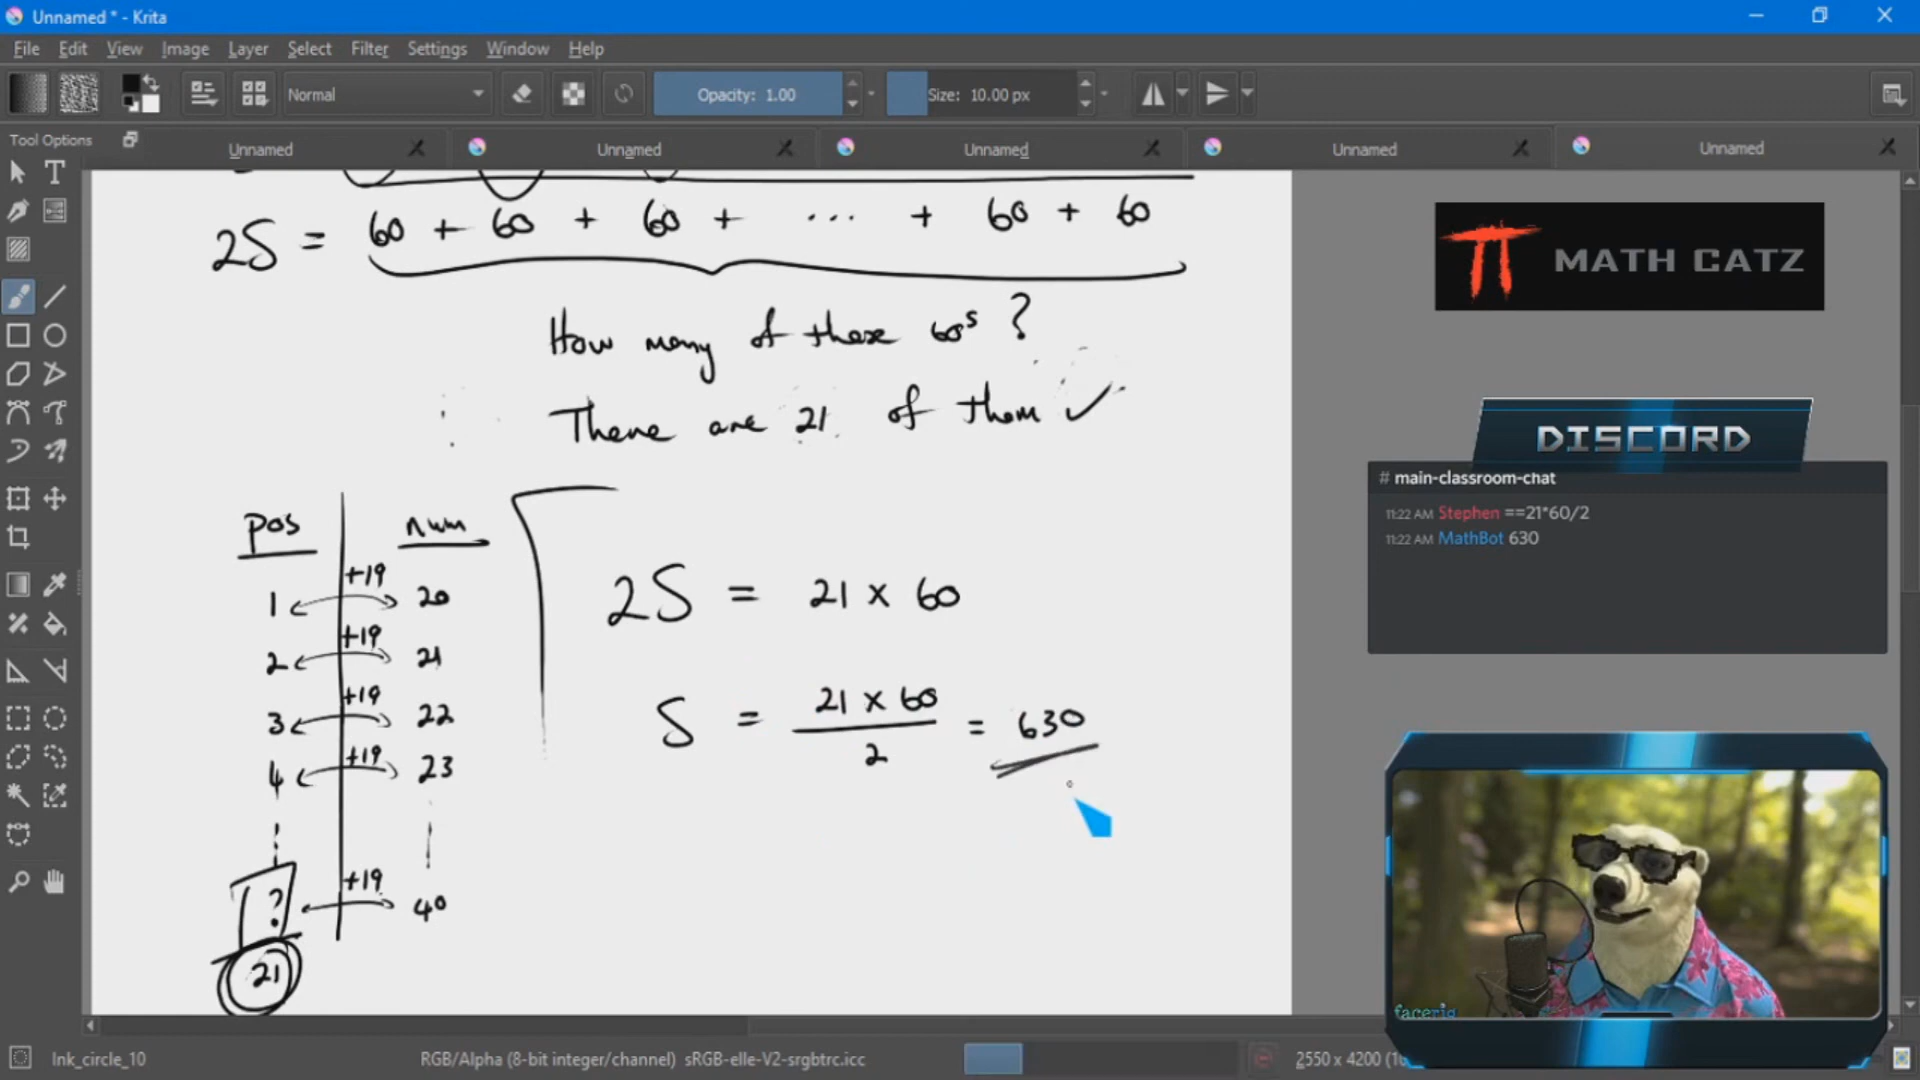 Unnamed * - Krita
File Edit View Image Layer Select Filter Settings Window Help
Normal Opacity: 1.00 Size: 10.00 px
Tool Options
Unnamed Unnamed Unnamed Unnamed Unnamed
2S = 60 + 60 + 60 + ... + 60 + 60
How many of these 60s ?
There are 21 of them ✓
pos num
1 +19 20
2 +19 21
3 +19 22
4 +19 23
? +19 40
21
2S = 21 x 60
S = 21 x 60 / 2 = 630
π MATH CATZ
DISCORD
# main-classroom-chat
11:22 AM Stephen ==21*60/2
11:22 AM MathBot 630
facerig
Ink_circle_10 RGB/Alpha (8-bit integer/channel) sRGB-elle-V2-srgbtrc.icc 2550 x 4200